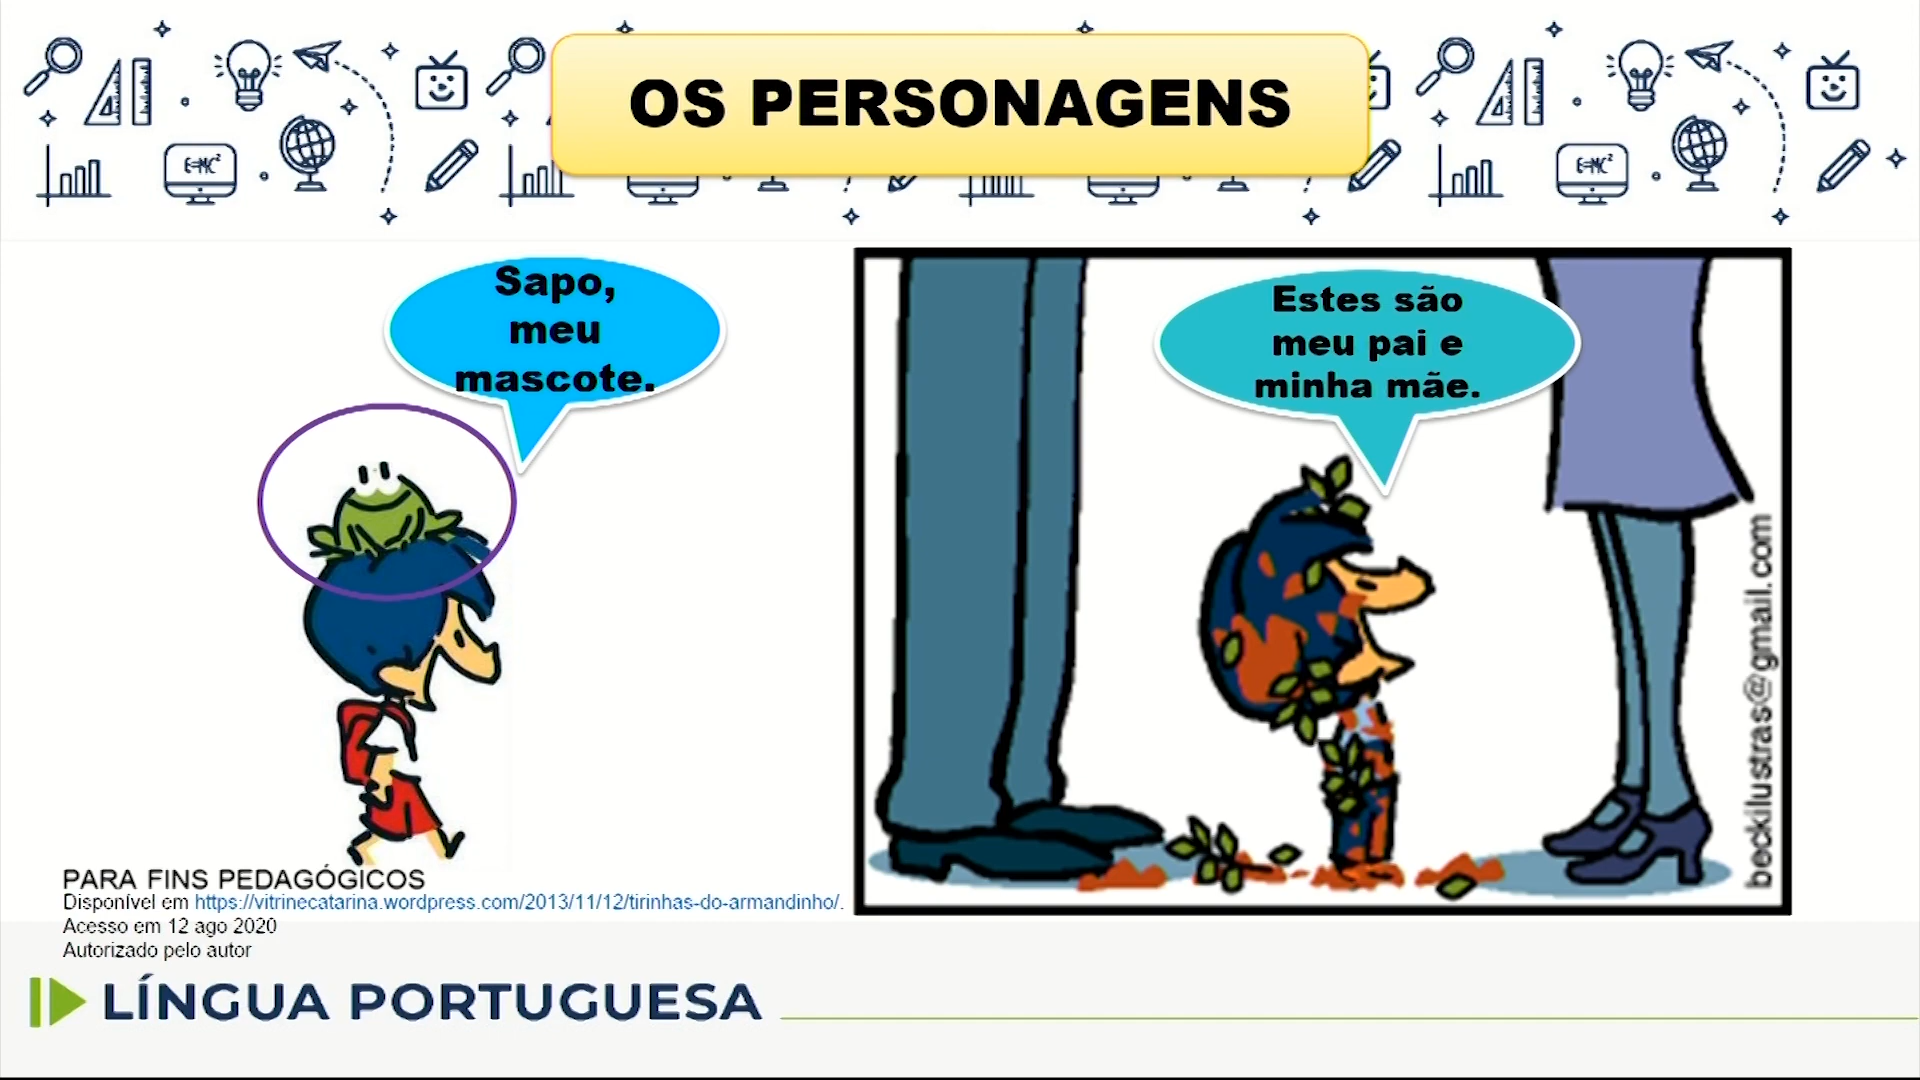 OS PERSONAGENS
E=MC²
E=MC²
Sapo,
meu
mascote.
Estes são
meu pai e
minha mãe.
beckilustras@gmail.com
PARA FINS PEDAGÓGICOS
Disponível em https://vitrinecatarina.wordpress.com/2013/11/12/tirinhas-do-armandinho/.
Acesso em 12 ago 2020
Autorizado pelo autor
LÍNGUA PORTUGUESA